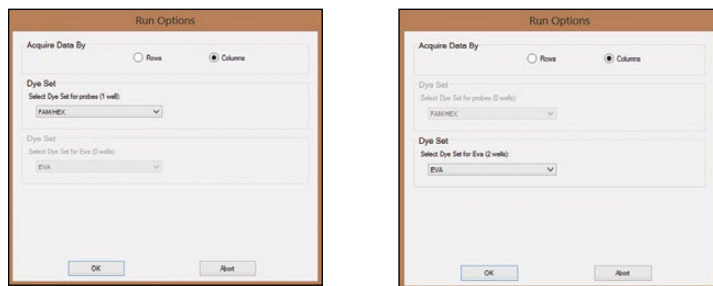 Run Options
Acquire Data By
Rows Columns
Dye Set
Select Dye Set for probes (1 well):
FAM/HEX
Dye Set
Select Dye Set for Eva (0 wells):
EVA
OK Abort
Run Options
Acquire Data By
Rows Columns
Dye Set
Select Dye Set for probes (0 wells):
FAM/HEX
Dye Set
Select Dye Set for Eva (2 wells):
EVA
OK Abort